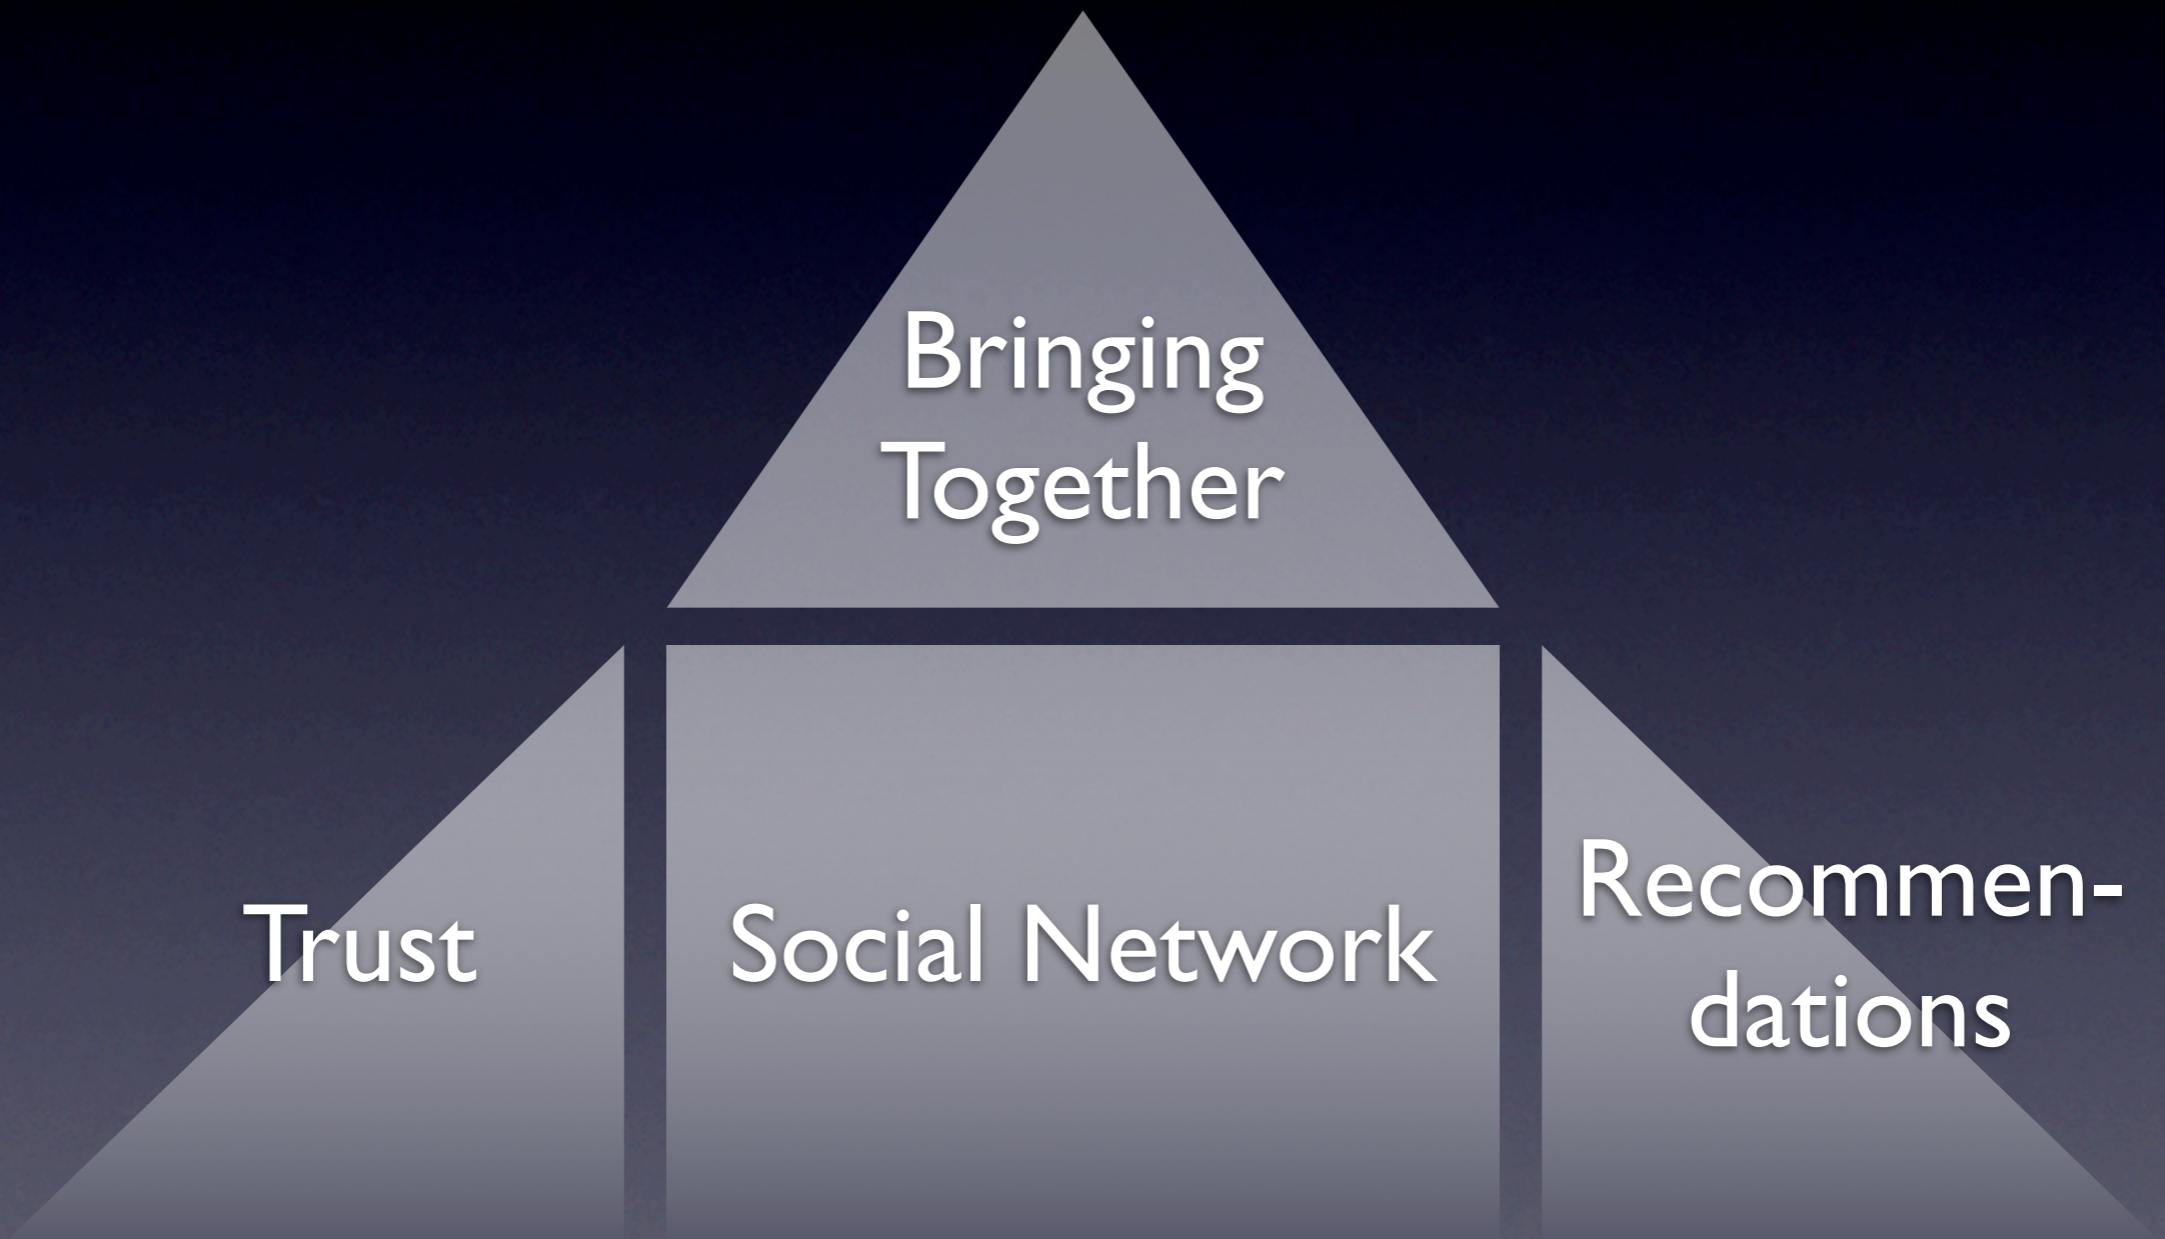 Bringing
Together
Trust
Social Network
Recommen-
dations